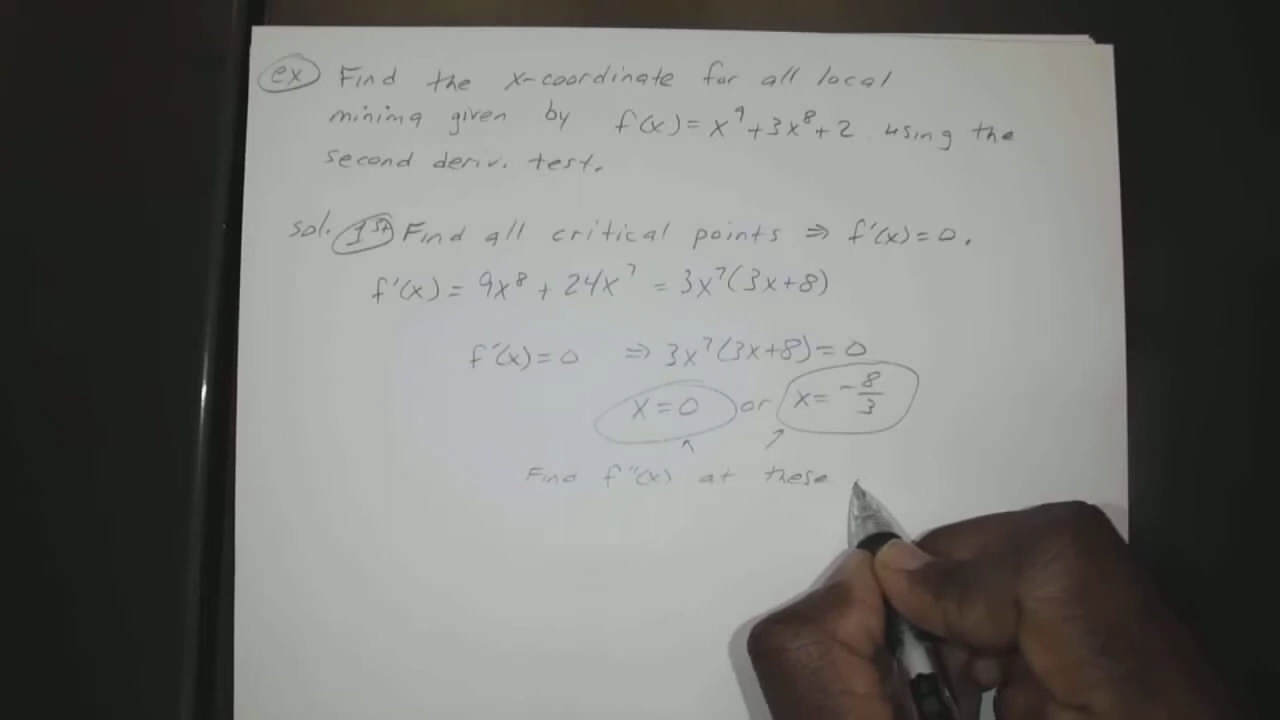 ex Find the x-coordinate for all local
minima given by f(x) = x⁹ + 3x⁸ + 2 using the
second deriv. test.
sol. 1st Find all critical points ⇒ f'(x) = 0.
f'(x) = 9x⁸ + 24x⁷ = 3x⁷(3x+8)
f'(x) = 0 ⇒ 3x⁷(3x+8) = 0
x = 0 or x = -8/3
Find f''(x) at these